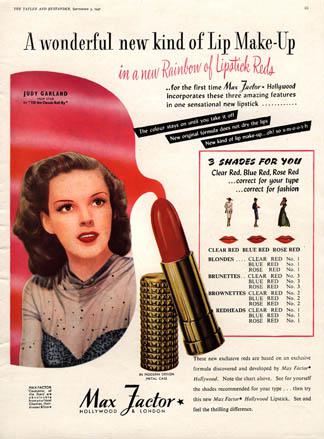 THE TATLER AND BYSTANDER,
A wonderful new kind of Lip Make-Up
in a new Rainbow of Lipstick Reds
..for the first time Max Factor★ Hollywood
incorporates these three amazing features
in one sensational new lipstick
JUDY GARLAND
The colour stays on until you take it off
New original formula does not dry the lips
New kind of lip make-up...oh! so s-m-o-o-t-h
3 SHADES FOR YOU
Clear Red, Blue Red, Rose Red
...correct for your type
...correct for fashion
CLEAR RED BLUE RED ROSE RED
BLONDES .... CLEAR RED No. 1
BLUE RED No. 1
ROSE RED No. 1
BRUNETTES... CLEAR RED No. 3
BLUE RED No. 3
ROSE RED No. 3
BROWNETTES CLEAR RED No. 2
BLUE RED No. 2
ROSE RED No. 2
REDHEADS CLEAR RED No. 1
BLUE RED No. 1
ROSE RED No. 1
IN MODERN DESIGN
METAL CASE
Max Factor★
HOLLYWOOD & LONDON
These new exclusive reds are based on an exclusive
formula discovered and developed by Max Factor★
Hollywood. Note the chart above. See for yourself
the shades recommended for your type . . . then try
this new Max Factor★ Hollywood Lipstick. See and
feel the thrilling difference.